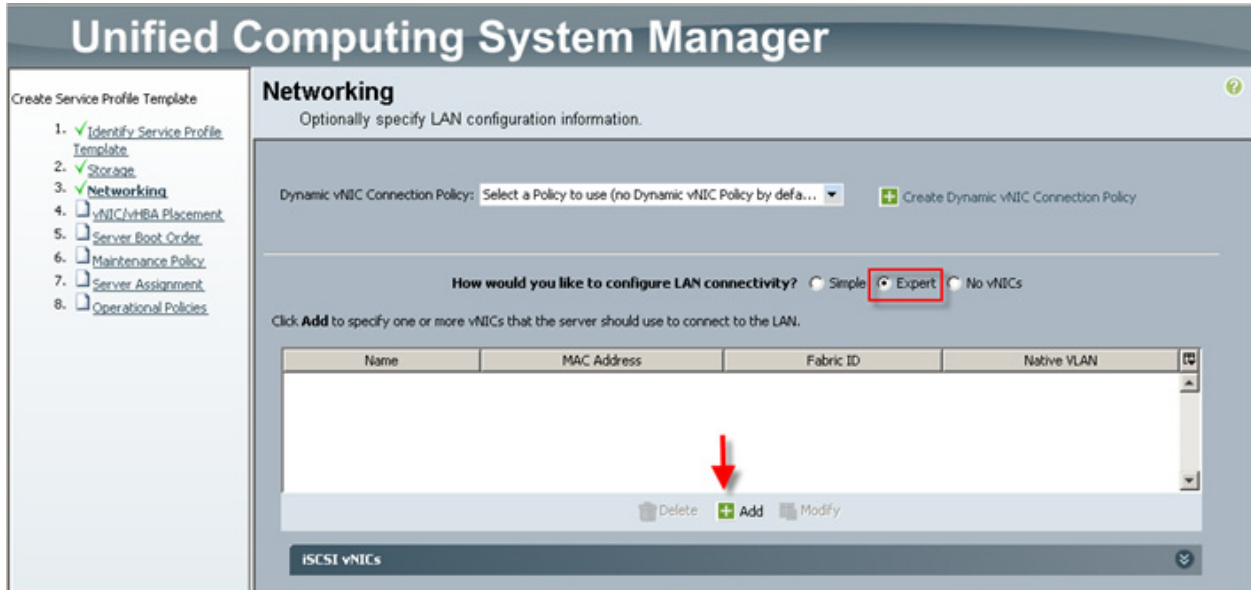 Unified Computing System Manager
Create Service Profile Template
1. Identify Service Profile
Template
2. Storage
3. Networking
4. vNIC/vHBA Placement
5. Server Boot Order
6. Maintenance Policy
7. Server Assignment
8. Operational Policies
Networking
Optionally specify LAN configuration information.
Dynamic vNIC Connection Policy: Select a Policy to use (no Dynamic vNIC Policy by defa... Create Dynamic vNIC Connection Policy
How would you like to configure LAN connectivity? Simple Expert No vNICs
Click Add to specify one or more vNICs that the server should use to connect to the LAN.
Name MAC Address Fabric ID Native VLAN
Delete Add Modify
iSCSI vNICs